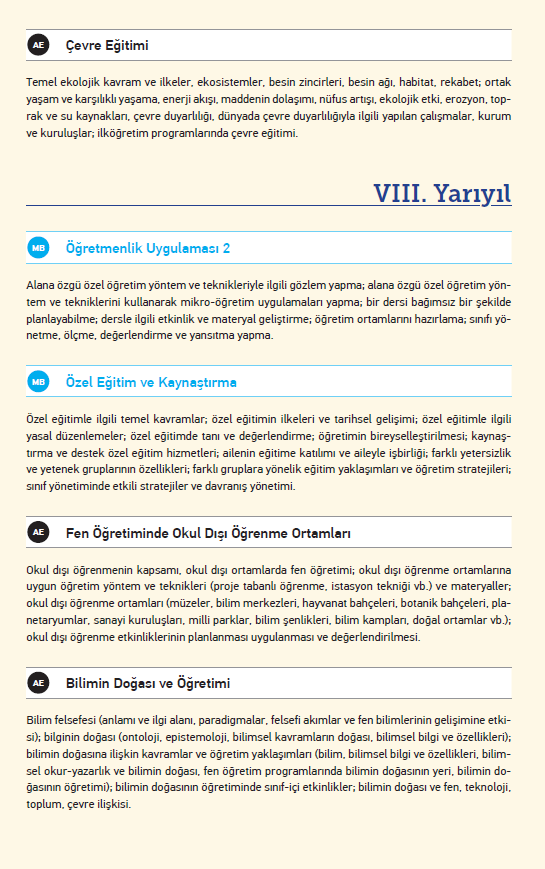 AE Çevre Eğitimi
Temel ekolojik kavram ve ilkeler, ekosistemler, besin zincirleri, besin ağı, habitat, rekabet; ortak
yaşam ve karşılıklı yaşama, enerji akışı, maddenin dolaşımı, nüfus artışı, ekolojik etki, erozyon, top-
rak ve su kaynakları, çevre duyarlılığı, dünyada çevre duyarlılığıyla ilgili yapılan çalışmalar, kurum
ve kuruluşlar; ilköğretim programlarında çevre eğitimi.
VIII. Yarıyıl
MB Öğretmenlik Uygulaması 2
Alana özgü özel öğretim yöntem ve teknikleriyle ilgili gözlem yapma; alana özgü özel öğretim yön-
tem ve tekniklerini kullanarak mikro-öğretim uygulamaları yapma; bir dersi bağımsız bir şekilde
planlayabilme; dersle ilgili etkinlik ve materyal geliştirme; öğretim ortamlarını hazırlama; sınıfı yö-
netme, ölçme, değerlendirme ve yansıtma yapma.
MB Özel Eğitim ve Kaynaştırma
Özel eğitimle ilgili temel kavramlar; özel eğitimin ilkeleri ve tarihsel gelişimi; özel eğitimle ilgili
yasal düzenlemeler; özel eğitimde tanı ve değerlendirme; öğretimin bireyselleştirilmesi; kaynaş-
tırma ve destek özel eğitim hizmetleri; ailenin eğitime katılımı ve aileyle işbirliği; farklı yetersizlik
ve yetenek gruplarının özellikleri; farklı gruplara yönelik eğitim yaklaşımları ve öğretim stratejileri;
sınıf yönetiminde etkili stratejiler ve davranış yönetimi.
AE Fen Öğretiminde Okul Dışı Öğrenme Ortamları
Okul dışı öğrenmenin kapsamı, okul dışı ortamlarda fen öğretimi; okul dışı öğrenme ortamlarına
uygun öğretim yöntem ve teknikleri (proje tabanlı öğrenme, istasyon tekniği vb.) ve materyaller;
okul dışı öğrenme ortamları (müzeler, bilim merkezleri, hayvanat bahçeleri, botanik bahçeleri, pla-
netaryumlar, sanayi kuruluşları, milli parklar, bilim şenlikleri, bilim kampları, doğal ortamlar vb.);
okul dışı öğrenme etkinliklerinin planlanması uygulanması ve değerlendirilmesi.
AE Bilimin Doğası ve Öğretimi
Bilim felsefesi (anlamı ve ilgi alanı, paradigmalar, felsefi akımlar ve fen bilimlerinin gelişimine etki-
si); bilginin doğası (ontoloji, epistemoloji, bilimsel kavramların doğası, bilimsel bilgi ve özellikleri);
bilimin doğasına ilişkin kavramlar ve öğretim yaklaşımları (bilim, bilimsel bilgi ve özellikleri, bilim-
sel okur-yazarlık ve bilimin doğası, fen öğretim programlarında bilimin doğasının yeri, bilimin do-
ğasının öğretimi); bilimin doğasının öğretiminde sınıf-içi etkinlikler; bilimin doğası ve fen, teknoloji,
toplum, çevre ilişkisi.